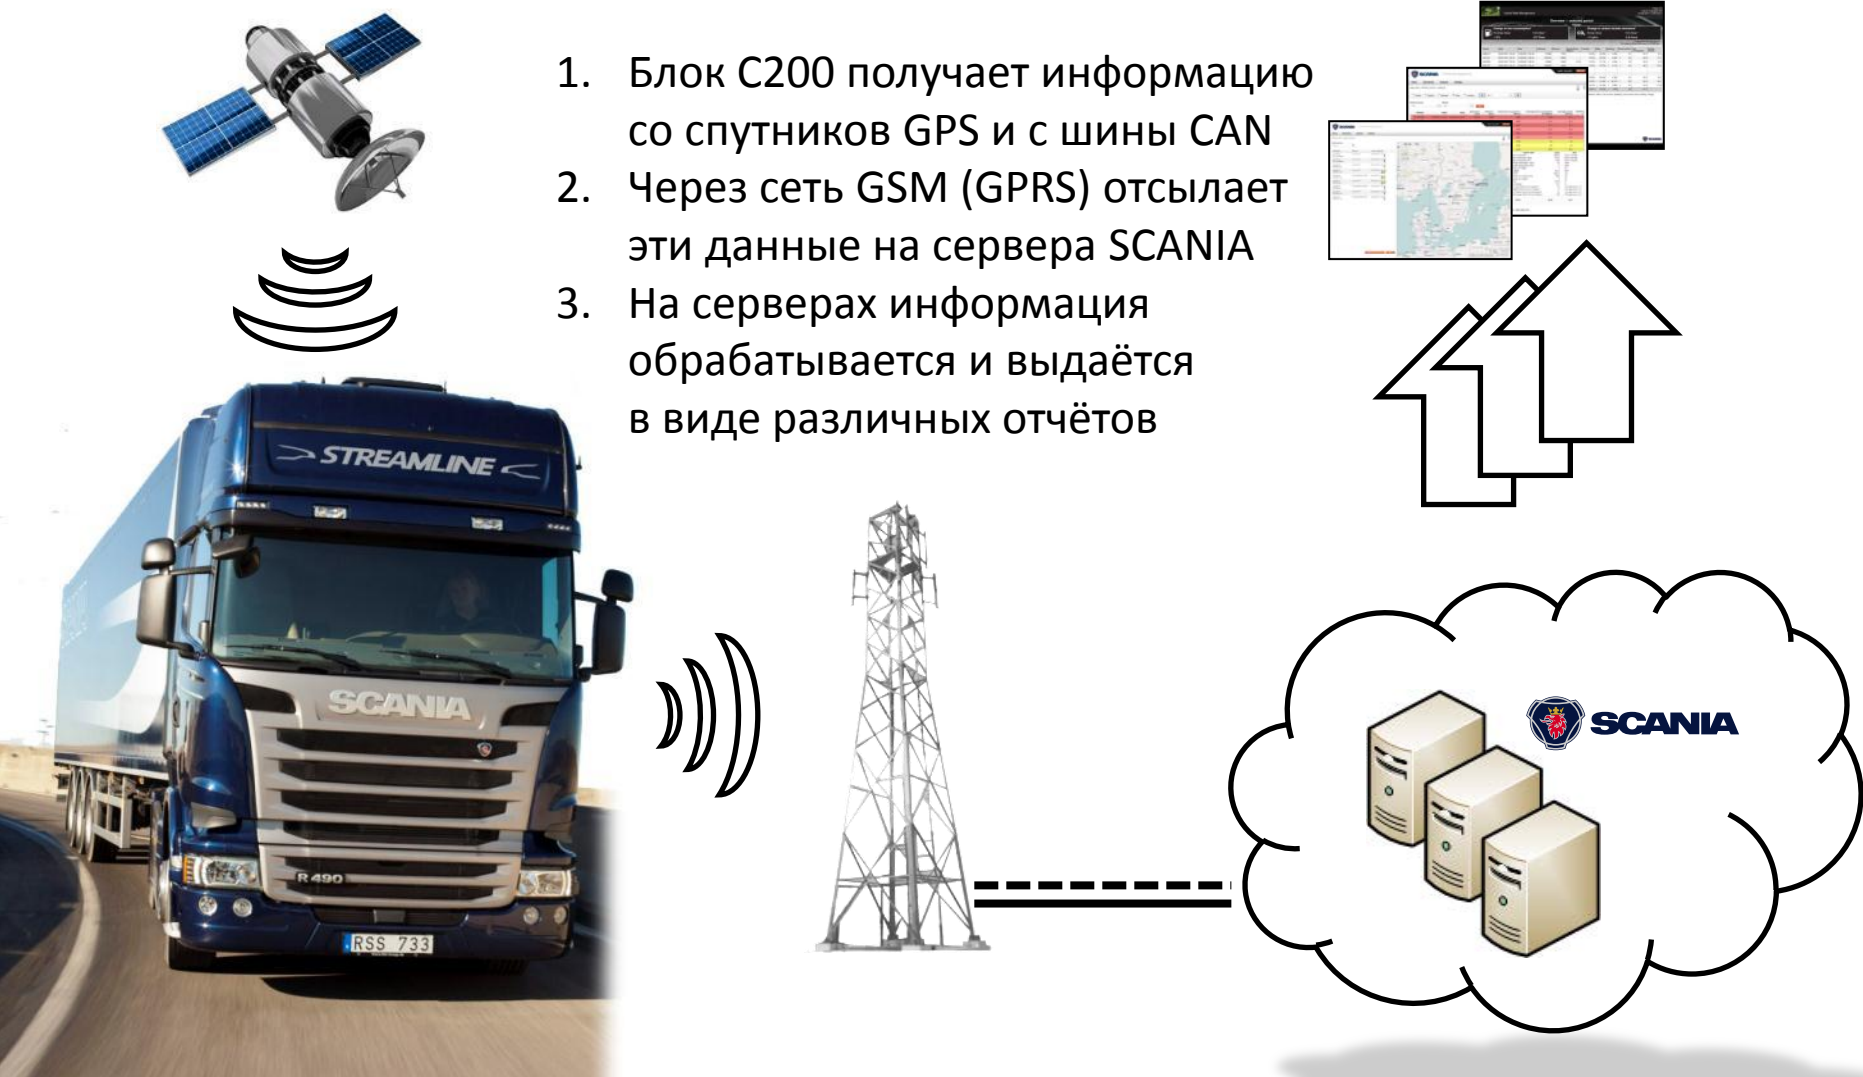 1. Блок C200 получает информацию
со спутников GPS и с шины CAN
2. Через сеть GSM (GPRS) отсылает
эти данные на сервера SCANIA
3. На серверах информация
обрабатывается и выдаётся
в виде различных отчётов
STREAMLINE
SCANIA
R 490
RSS 733
SCANIA